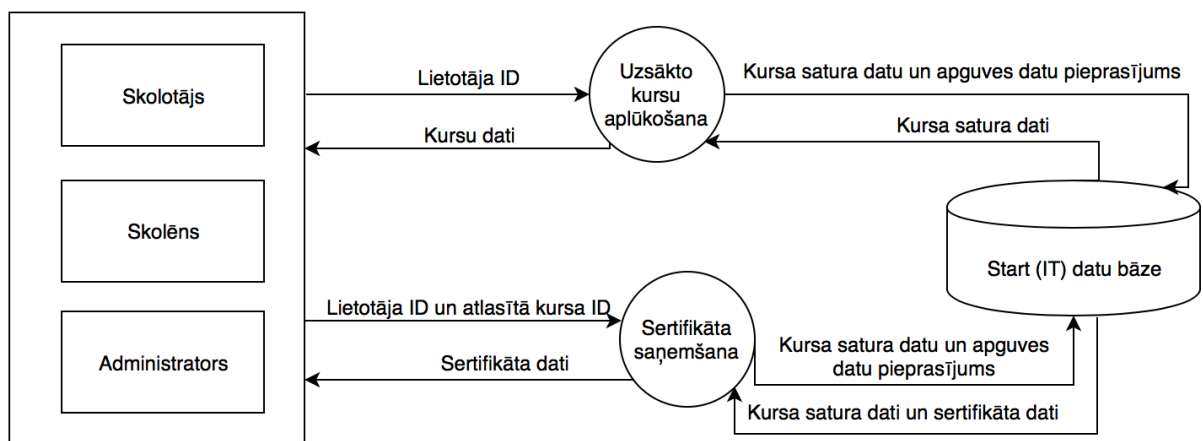 Skolotājs
Skolēns
Administrators
Lietotāja ID
Kursu dati
Uzsākto
kursu
aplūkošana
Kursa satura datu un apguves datu pieprasījums
Kursa satura dati
Start (IT) datu bāze
Lietotāja ID un atlasītā kursa ID
Sertifikāta dati
Sertifikāta
saņemšana
Kursa satura datu un apguves
datu pieprasījums
Kursa satura dati un sertifikāta dati